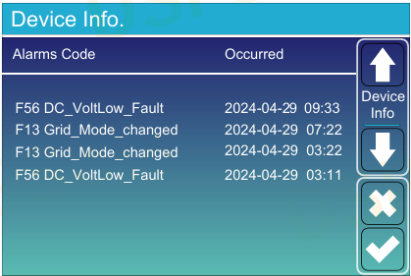 Device Info.
Alarms Code Occurred
F56 DC_VoltLow_Fault 2024-04-29 09:33
F13 Grid_Mode_changed 2024-04-29 07:22
F13 Grid_Mode_changed 2024-04-29 03:22
F56 DC_VoltLow_Fault 2024-04-29 03:11
Device
Info